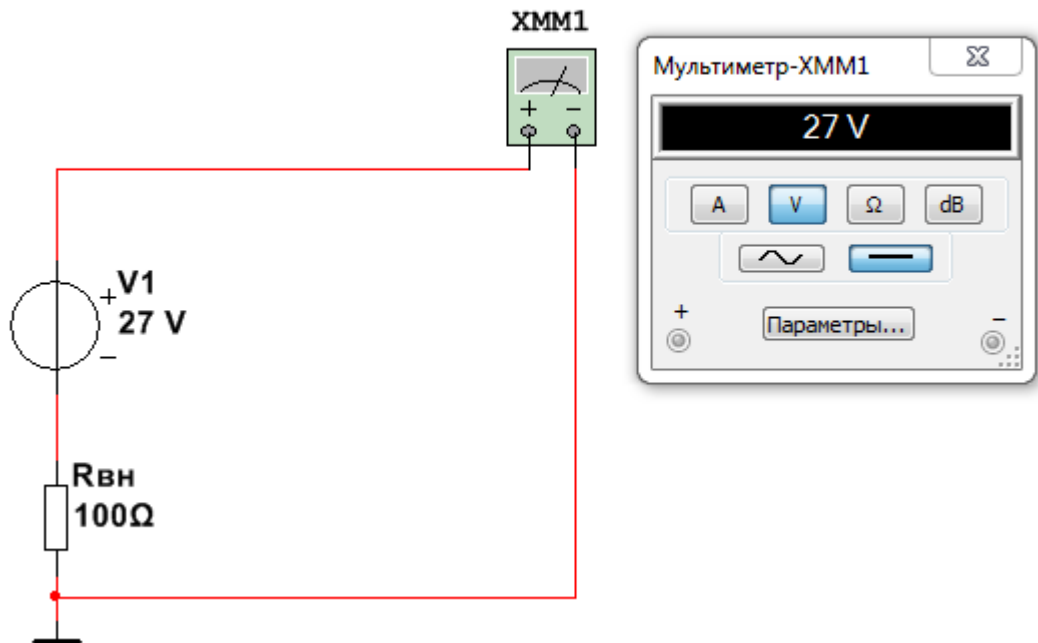 XMM1
+ −
Мультиметр-XMM1
27 V
A V Ω dB
+ −
Параметры...
V1
+
27 V
−
Rвн
100Ω